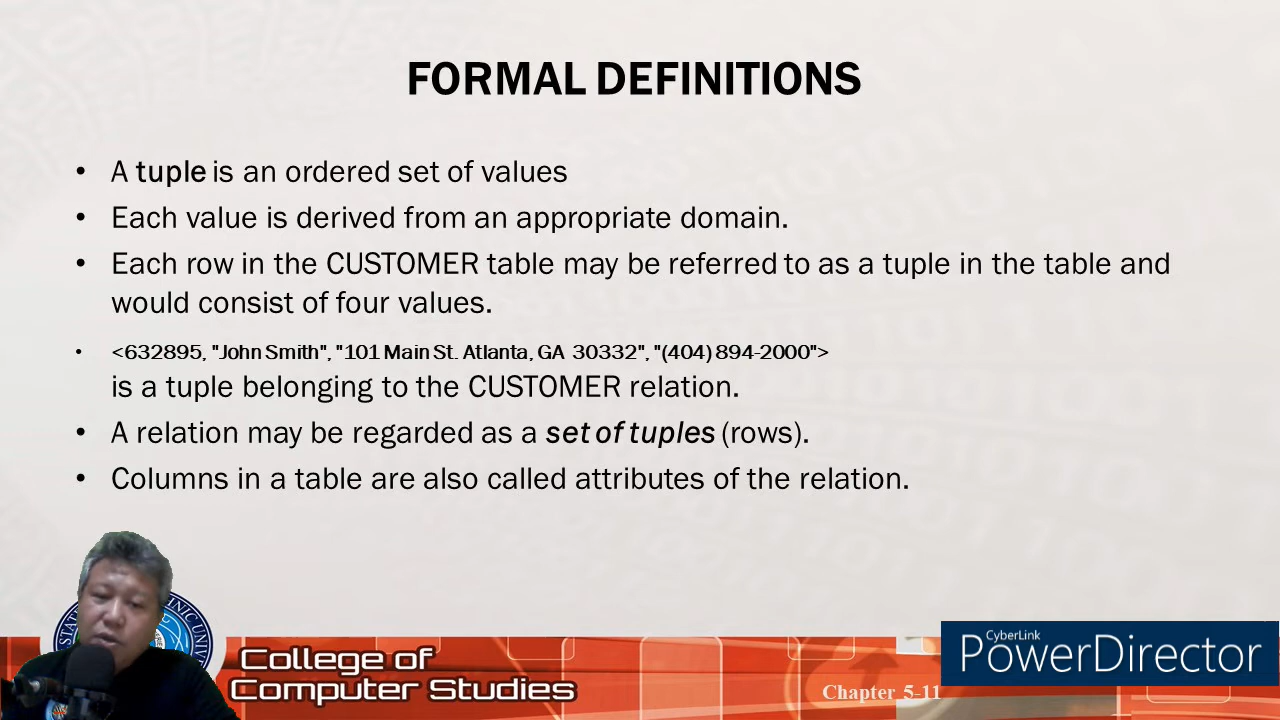 FORMAL DEFINITIONS
• A tuple is an ordered set of values
• Each value is derived from an appropriate domain.
• Each row in the CUSTOMER table may be referred to as a tuple in the table and
would consist of four values.
• <632895, "John Smith", "101 Main St. Atlanta, GA 30332", "(404) 894-2000">
is a tuple belonging to the CUSTOMER relation.
• A relation may be regarded as a set of tuples (rows).
• Columns in a table are also called attributes of the relation.
College of
Computer Studies
Chapter 5-11
CyberLink
PowerDirector